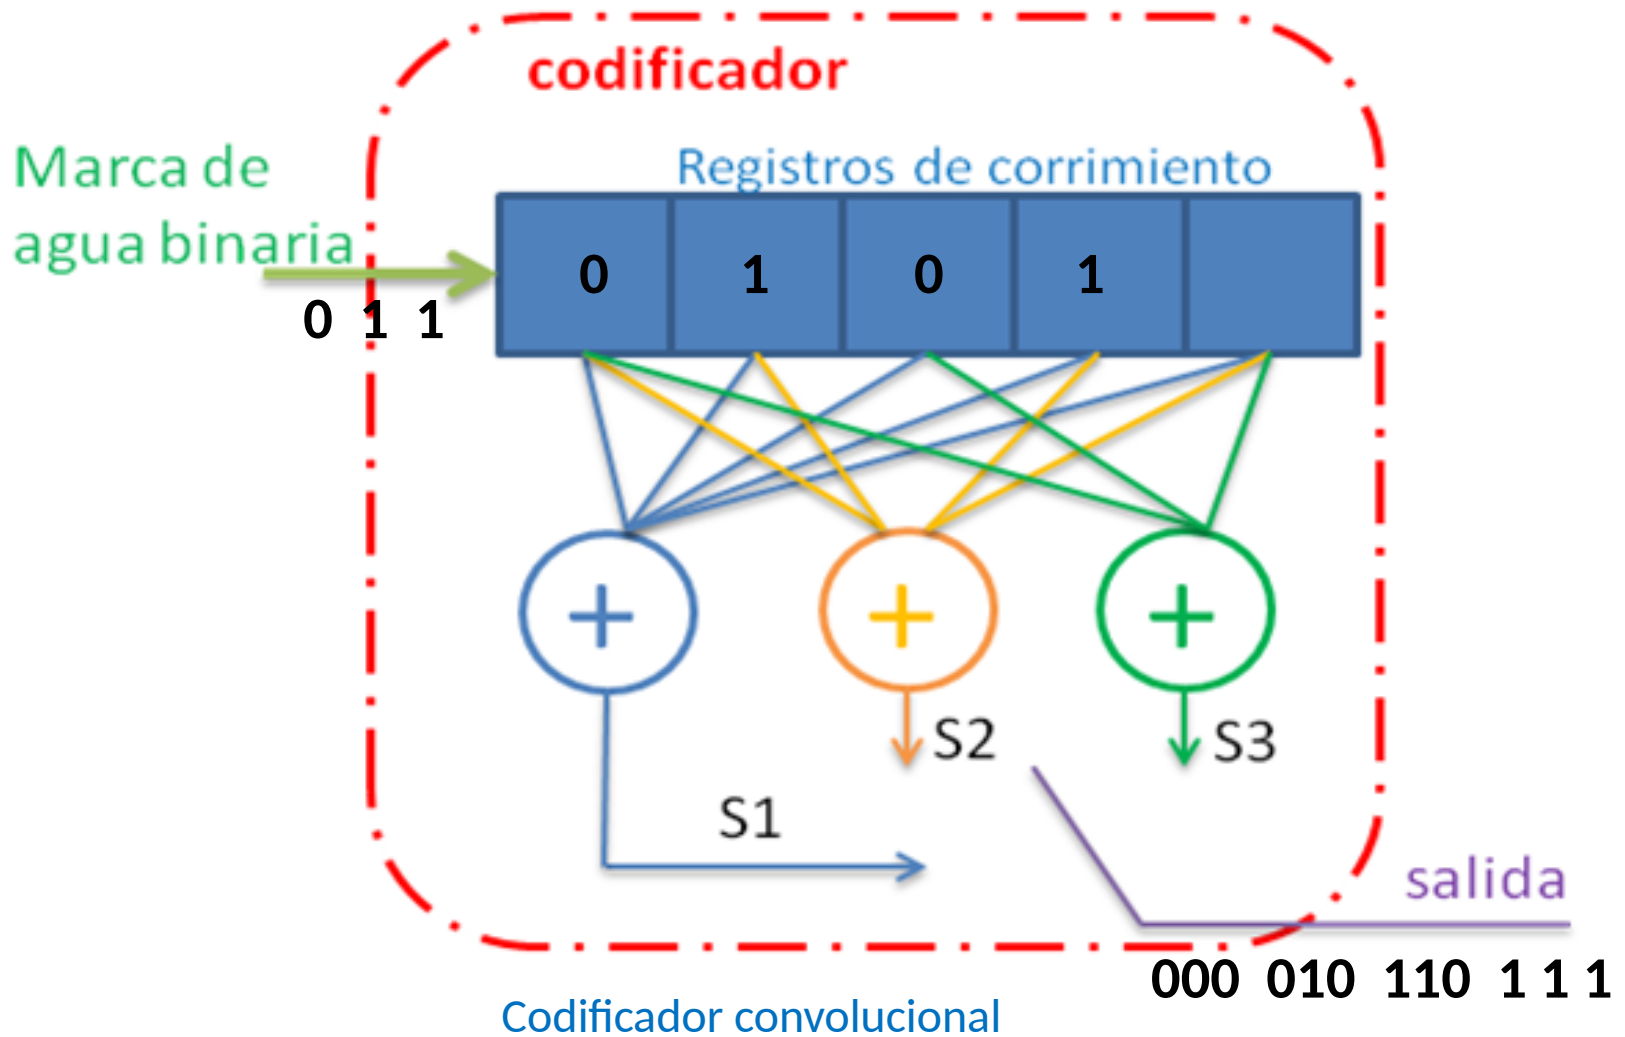 codificador
Marca de
agua binaria
Registros de corrimiento
0 1 0 1
0 1 1
+ + +
S2
S3
S1
salida
000 010 110 1 1 1
Codificador convolucional